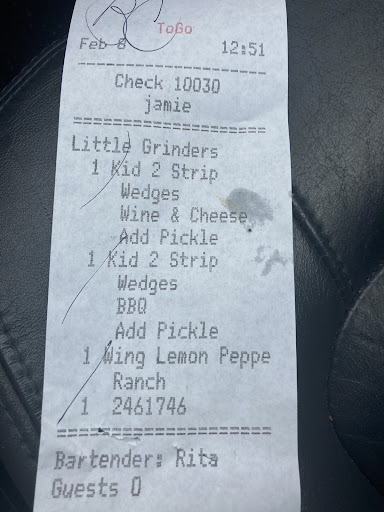 ToGo
Feb 8 12:51
Check 10030
jamie
Little Grinders
1 Kid 2 Strip
Wedges
Wine & Cheese
Add Pickle
1 Kid 2 Strip
Wedges
BBQ
Add Pickle
1 Wing Lemon Peppe
Ranch
1 2461746
Bartender: Rita
Guests 0